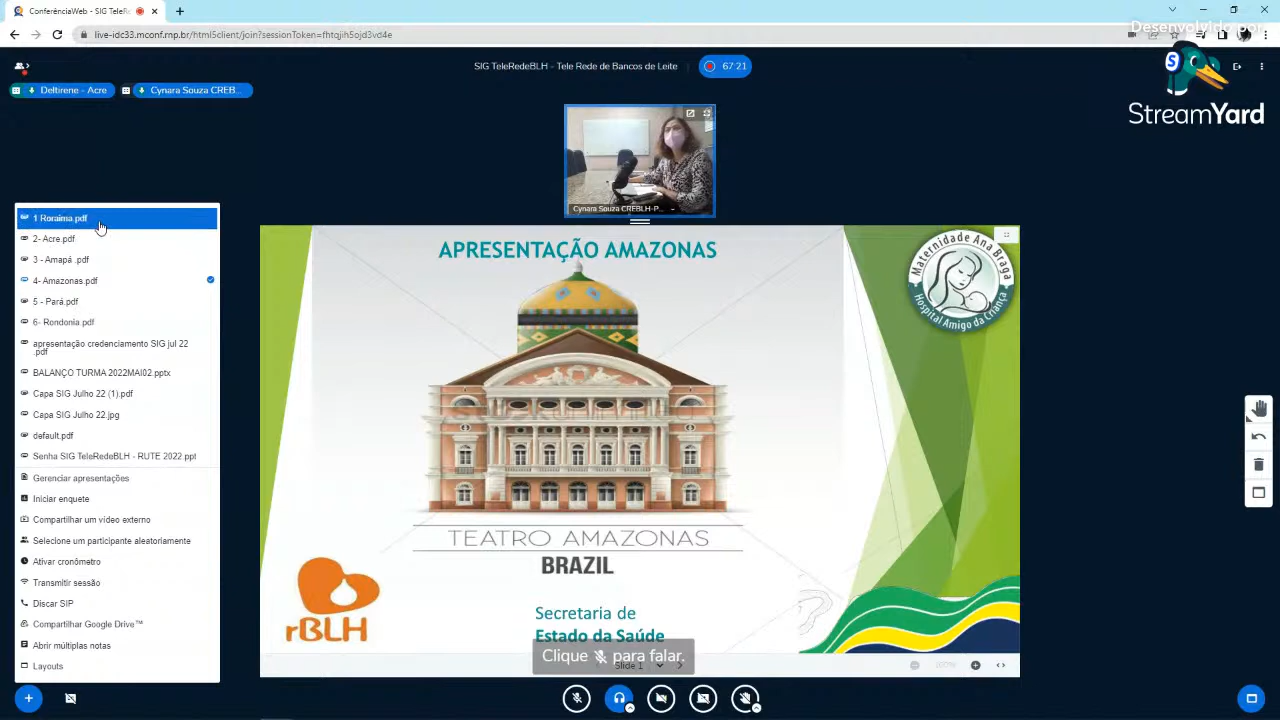 ConferênciaWeb - SIG TeleR
Desenvolvido por
live-idc33.mconf.rnp.br/html5client/join?sessionToken=fhtqjih5ojd3vd4e
StreamYard
SIG TeleRedeBLH - Tele Rede de Bancos de Leite
67:21
Deltirene - Acre
Cynara Souza CREB...
Cynara Souza CREBLH-P...
1 Roraima.pdf
2- Acre.pdf
3 - Amapá .pdf
4- Amazonas.pdf
5 - Pará.pdf
6- Rondonia.pdf
apresentação credenciamento SIG jul 22
.pdf
BALANÇO TURMA 2022MAI02.pptx
Capa SIG Julho 22 (1).pdf
Capa SIG Julho 22.jpg
default.pdf
Senha SIG TeleRedeBLH - RUTE 2022.ppt
Gerenciar apresentações
Iniciar enquete
Compartilhar um vídeo externo
Selecione um participante aleatoriamente
Ativar cronômetro
Transmitir sessão
Discar SIP
Compartilhar Google Drive™
Abrir múltiplas notas
Layouts
APRESENTAÇÃO AMAZONAS
Maternidade Ana Braga
Hospital Amigo da Criança
TEATRO AMAZONAS
BRAZIL
rBLH
Secretaria de
Estado da Saúde
Clique para falar.
Slide 1
100%